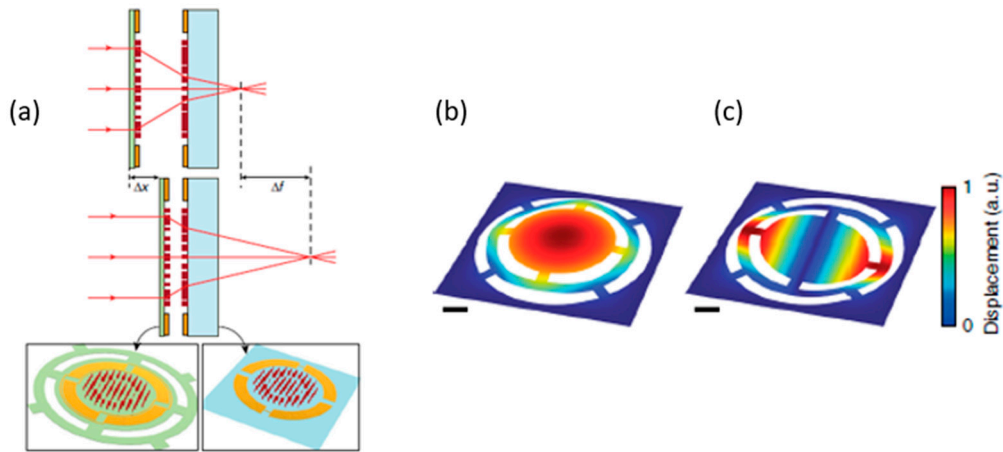 (a)
Δx
Δf
(b)
(c)
1
0
Displacement (a.u.)